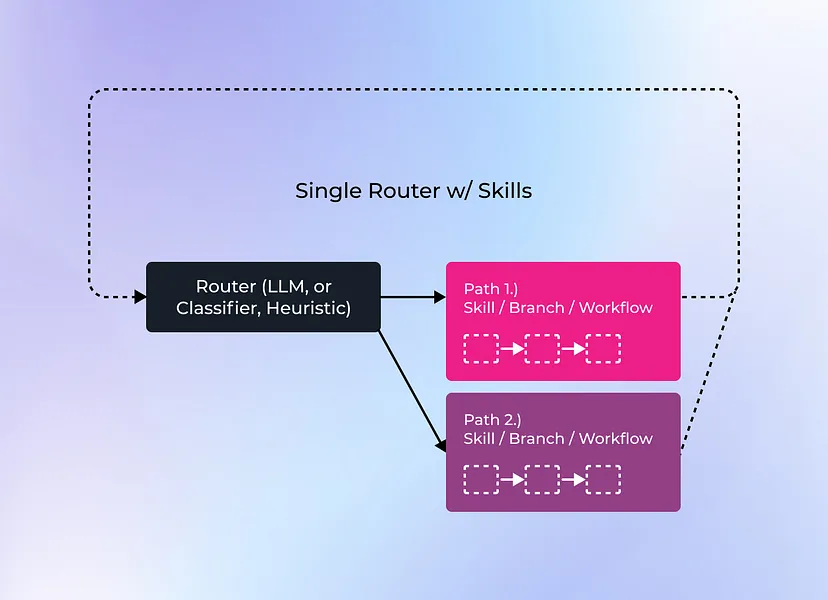 Single Router w/ Skills
Router (LLM, or
Classifier, Heuristic)
Path 1.)
Skill / Branch / Workflow
Path 2.)
Skill / Branch / Workflow